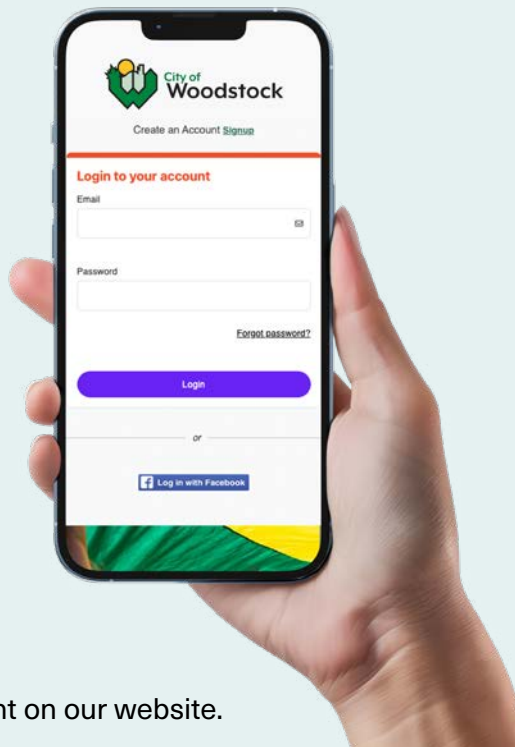 City of
Woodstock
Create an Account Signup
Login to your account
Email
Password
Forgot password?
Login
or
Log in with Facebook
on our website.